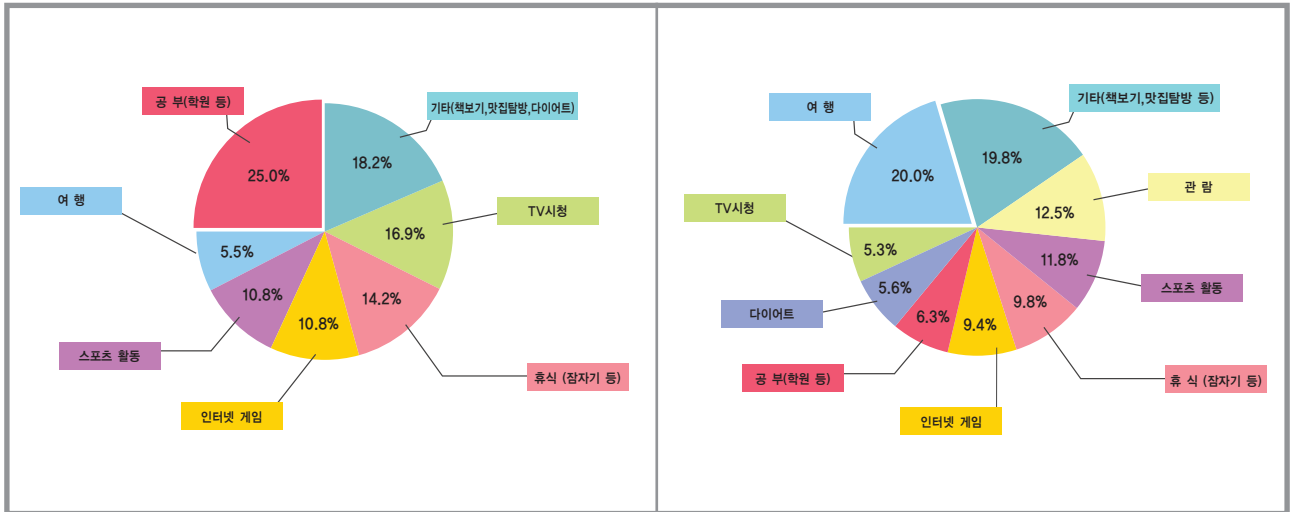 공 부(학원 등)
25.0%
기타(책보기,맛집탐방,다이어트)
18.2%
TV시청
16.9%
휴식 (잠자기 등)
14.2%
인터넷 게임
10.8%
스포츠 활동
10.8%
여 행
5.5%
여 행
20.0%
기타(책보기,맛집탐방 등)
19.8%
관 람
12.5%
스포츠 활동
11.8%
휴 식 (잠자기 등)
9.8%
인터넷 게임
9.4%
공 부(학원 등)
6.3%
다이어트
5.6%
TV시청
5.3%